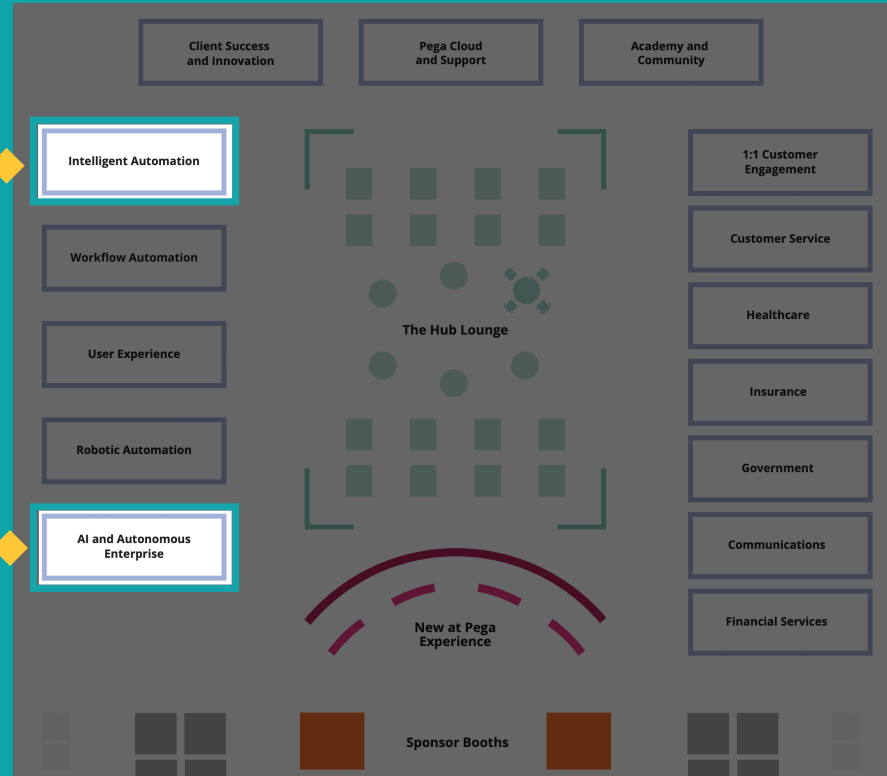 Client Success
and Innovation
Pega Cloud
and Support
Academy and
Community
Intelligent Automation
Workflow Automation
User Experience
Robotic Automation
AI and Autonomous
Enterprise
The Hub Lounge
New at Pega
Experience
1:1 Customer
Engagement
Customer Service
Healthcare
Insurance
Government
Communications
Financial Services
Sponsor Booths